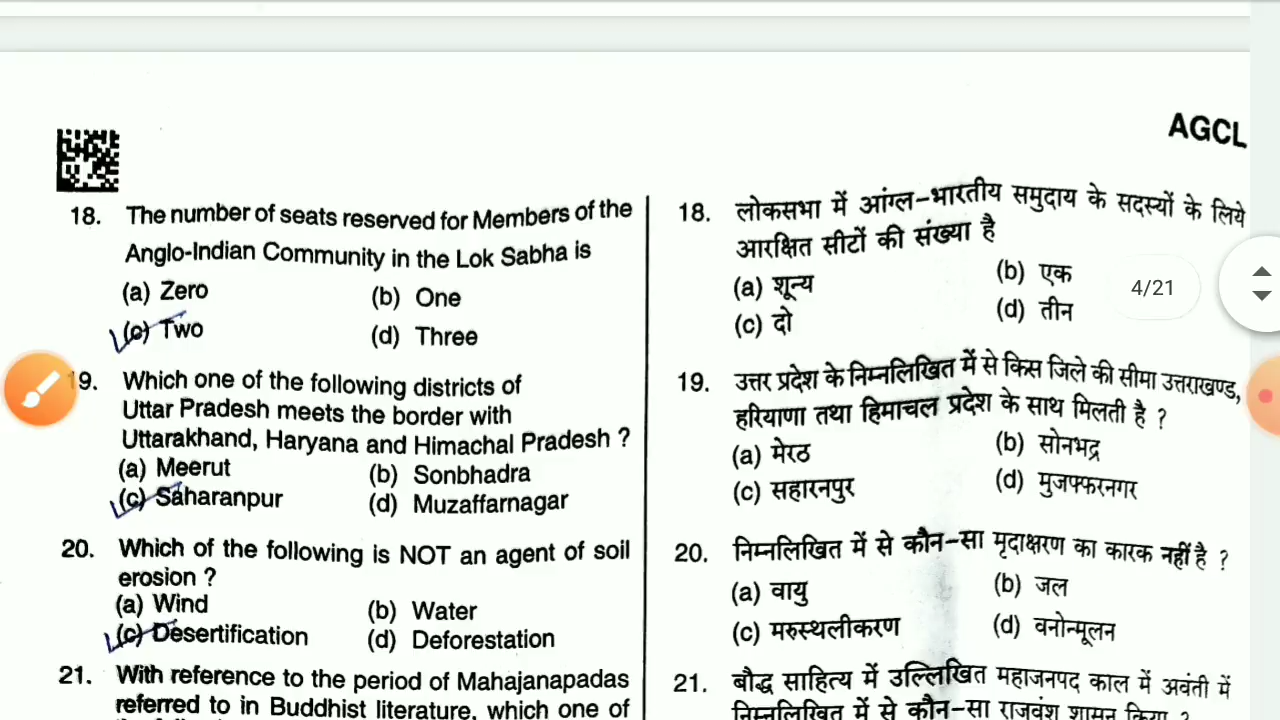 AGCL
18. The number of seats reserved for Members of the
Anglo-Indian Community in the Lok Sabha is
(a) Zero (b) One
(c) Two (d) Three
19. Which one of the following districts of
Uttar Pradesh meets the border with
Uttarakhand, Haryana and Himachal Pradesh ?
(a) Meerut (b) Sonbhadra
(c) Saharanpur (d) Muzaffarnagar
20. Which of the following is NOT an agent of soil
erosion ?
(a) Wind (b) Water
(c) Desertification (d) Deforestation
21. With reference to the period of Mahajanapadas
referred to in Buddhist literature, which one of
18. लोकसभा में आंग्ल-भारतीय समुदाय के सदस्यों के लिये
आरक्षित सीटों की संख्या है
(a) शून्य (b) एक
(c) दो (d) तीन
4/21
19. उत्तर प्रदेश के निम्नलिखित में से किस जिले की सीमा उत्तराखण्ड,
हरियाणा तथा हिमाचल प्रदेश के साथ मिलती है ?
(a) मेरठ (b) सोनभद्र
(c) सहारनपुर (d) मुजफ्फरनगर
20. निम्नलिखित में से कौन-सा मृदाक्षरण का कारक नहीं है ?
(a) वायु (b) जल
(c) मरुस्थलीकरण (d) वनोन्मूलन
21. बौद्ध साहित्य में उल्लिखित महाजनपद काल में अवंती में
निम्नलिखित में से कौन-सा राजवंश शासन किया ?